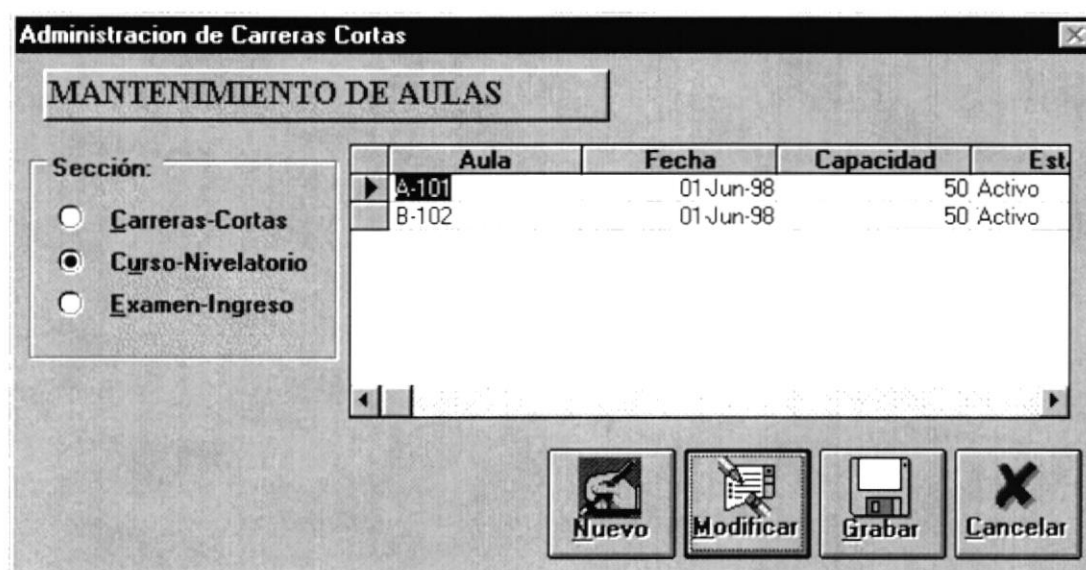 Administracion de Carreras Cortas
MANTENIMIENTO DE AULAS
Sección:
Carreras-Cortas
Curso-Nivelatorio
Examen-Ingreso
Aula Fecha Capacidad Est
A-101 01-Jun-98 50 Activo
B-102 01-Jun-98 50 Activo
Nuevo Modificar Grabar Cancelar